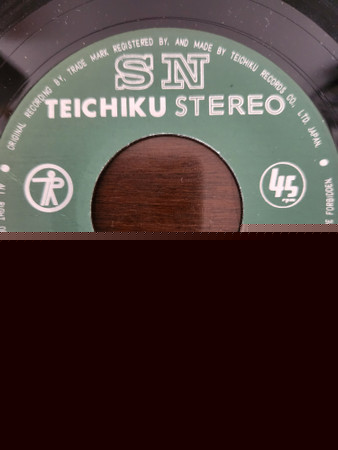 ORIGINAL RECORDING BY, TRADE MARK REGISTERED BY, AND MADE BY TEICHIKU RECORDS CO., LTD. JAPAN.
SN
TEICHIKU STEREO
45
rpm
FORBIDDEN